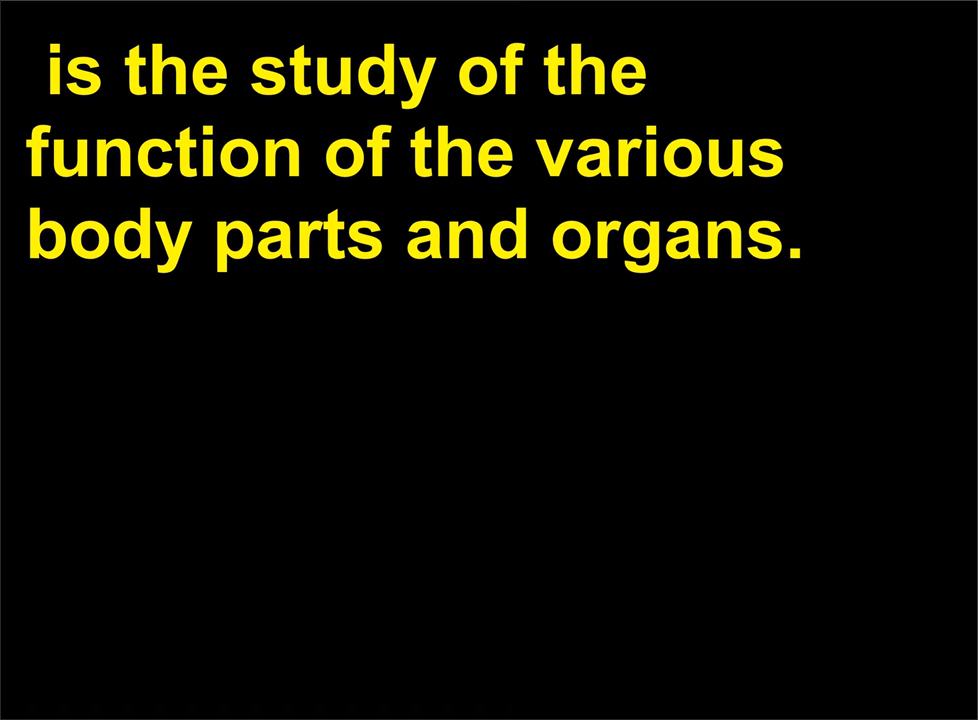 is the study of the
function of the various
body parts and organs.